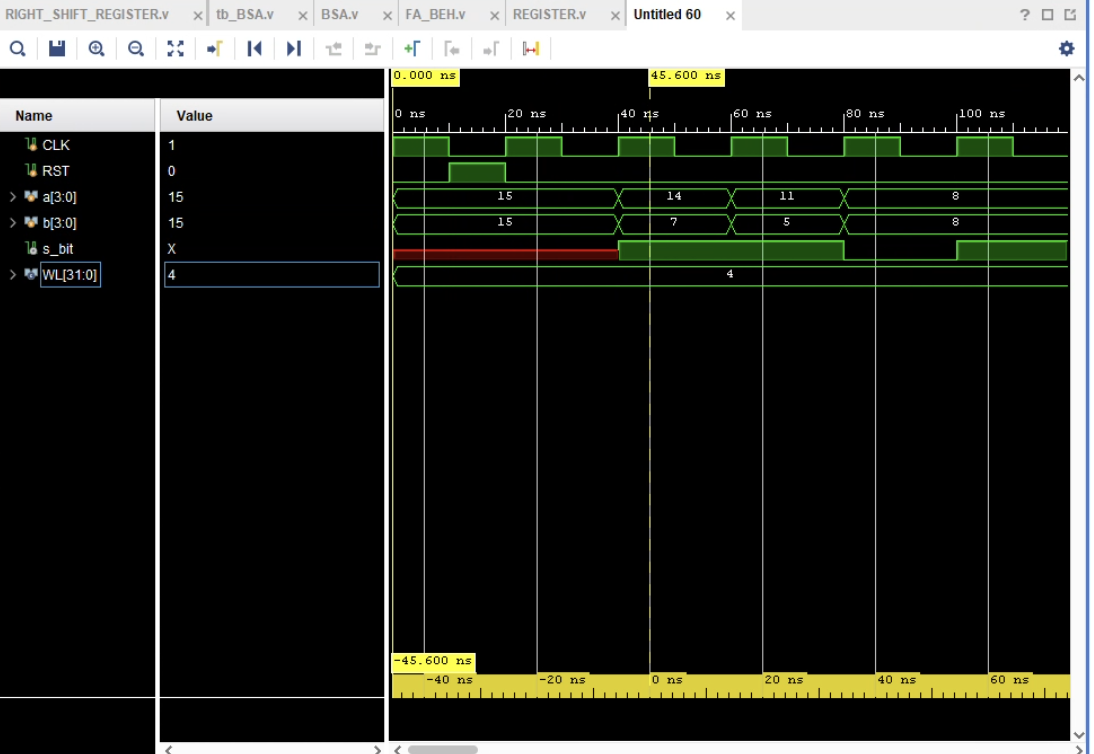 RIGHT_SHIFT_REGISTER.v × tb_BSA.v × BSA.v × FA_BEH.v × REGISTER.v × Untitled 60 ×
0.000 ns 45.600 ns
Name Value
0 ns 20 ns 40 ns 60 ns 80 ns 100 ns
CLK 1
RST 0
a[3:0] 15 15 14 11 8
b[3:0] 15 15 7 5 8
s_bit X
WL[31:0] 4 4
-45.600 ns
-40 ns -20 ns 0 ns 20 ns 40 ns 60 ns